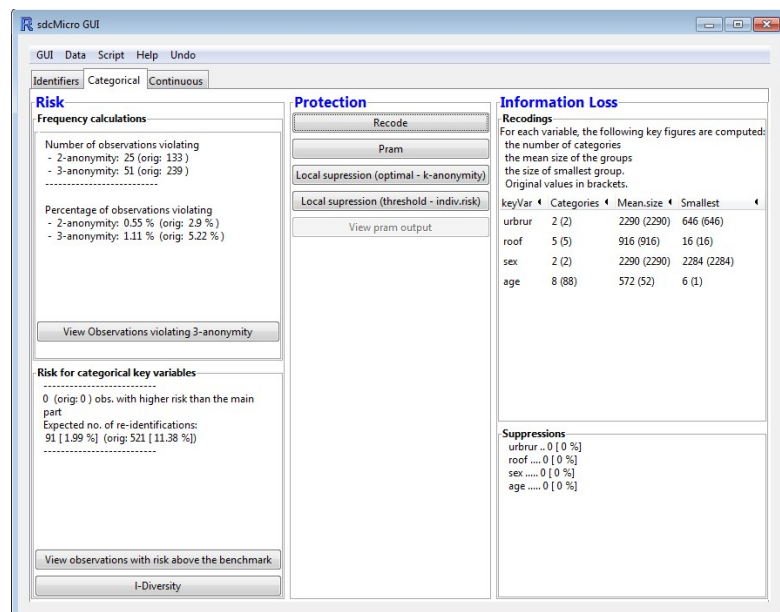 sdcMicro GUI
GUI Data Script Help Undo
Identifiers Categorical Continuous
Risk
Frequency calculations
Number of observations violating
- 2-anonymity: 25 (orig: 133 )
- 3-anonymity: 51 (orig: 239 )
--------------------------
Percentage of observations violating
- 2-anonymity: 0.55 % (orig: 2.9 % )
- 3-anonymity: 1.11 % (orig: 5.22 % )
View Observations violating 3-anonymity
Risk for categorical key variables
--------------------------
0 (orig: 0 ) obs. with higher risk than the main
part
Expected no. of re-identifications:
91 [ 1.99 %] (orig: 521 [ 11.38 %])
--------------------------
View observations with risk above the benchmark
l-Diversity
Protection
Recode
Pram
Local supression (optimal - k-anonymity)
Local supression (threshold - indiv.risk)
View pram output
Information Loss
Recodings
For each variable, the following key figures are computed:
the number of categories
the mean size of the groups
the size of smallest group.
Original values in brackets.
keyVar Categories Mean.size Smallest
urbrur 2 (2) 2290 (2290) 646 (646)
roof 5 (5) 916 (916) 16 (16)
sex 2 (2) 2290 (2290) 2284 (2284)
age 8 (88) 572 (52) 6 (1)
Suppressions
urbrur .. 0 [ 0 %]
roof .... 0 [ 0 %]
sex ..... 0 [ 0 %]
age ..... 0 [ 0 %]